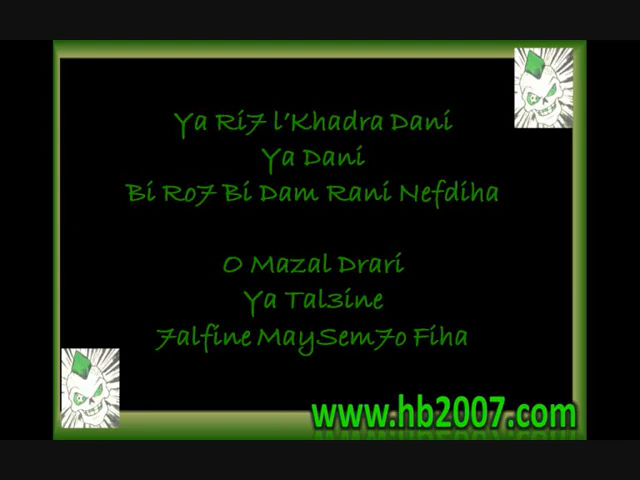 Ya Ri7 l'Khadra Dani
Ya Dani
Bi Ro7 Bi Dam Rani Nefdiha
O Mazal Drari
Ya Tal3ine
7alfine MaySem7o Fiha
www.hb2007.com